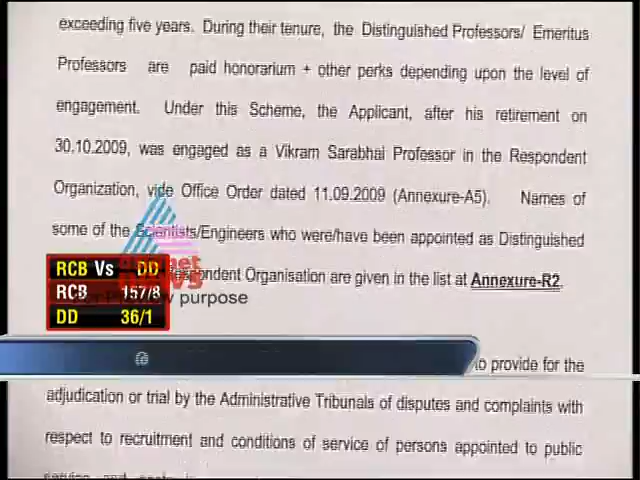 exceeding five years. During their tenure, the Distinguished Professors/ Emeritus
Professors are paid honorarium + other perks depending upon the level of
engagement. Under this Scheme, the Applicant, after his retirement on
30.10.2009, was engaged as a Vikram Sarabhai Professor in the Respondent
Organization, vide Office Order dated 11.09.2009 (Annexure-A5). Names of
some of the Scientists/Engineers who were/have been appointed as Distinguished
Respondent Organisation are given in the list at Annexure-R2.
RCB Vs DD
RCB 157/8
DD 36/1
NEWS
purpose
to provide for the
adjudication or trial by the Administrative Tribunals of disputes and complaints with
respect to recruitment and conditions of service of persons appointed to public